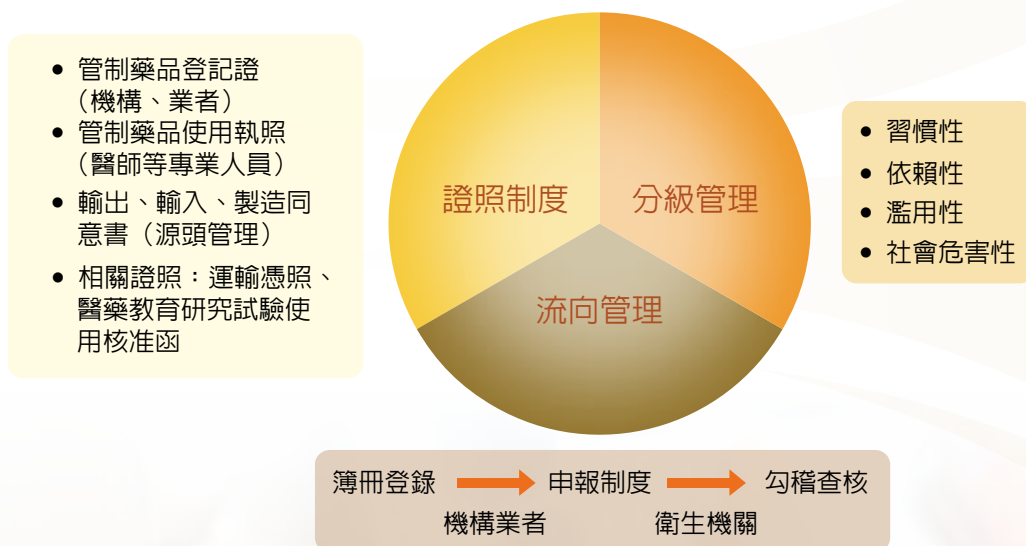 • 管制藥品登記證
（機構、業者）
• 管制藥品使用執照
（醫師等專業人員）
• 輸出、輸入、製造同
意書（源頭管理）
• 相關證照：運輸憑照、
醫藥教育研究試驗使
用核准函
證照制度
分級管理
流向管理
• 習慣性
• 依賴性
• 濫用性
• 社會危害性
簿冊登錄 申報制度 勾稽查核
機構業者 衛生機關